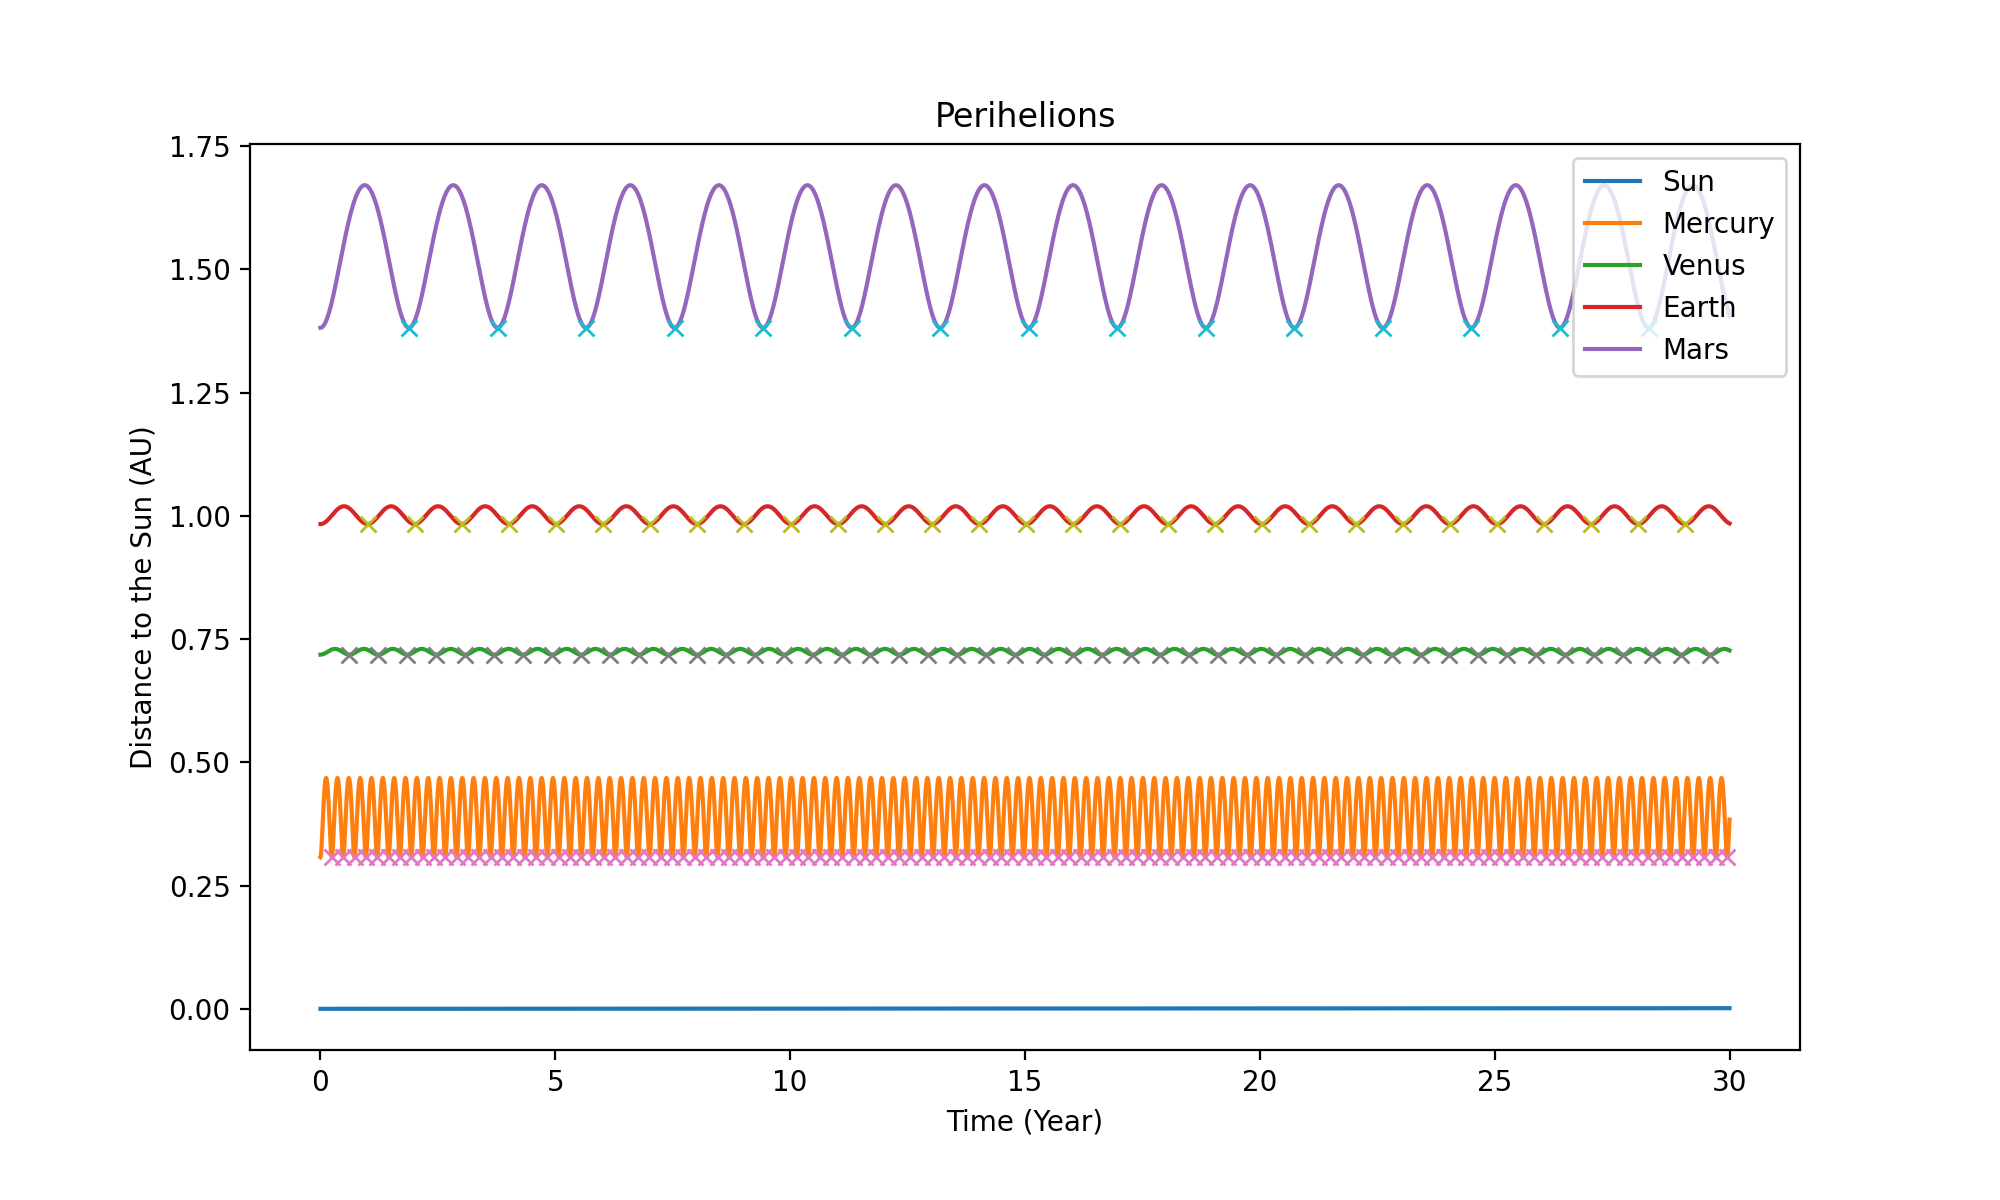 Perihelions
1.75
1.50
1.25
1.00
0.75
0.50
0.25
0.00
Distance to the Sun (AU)
Sun
Mercury
Venus
Earth
Mars
0 5 10 15 20 25 30
Time (Year)